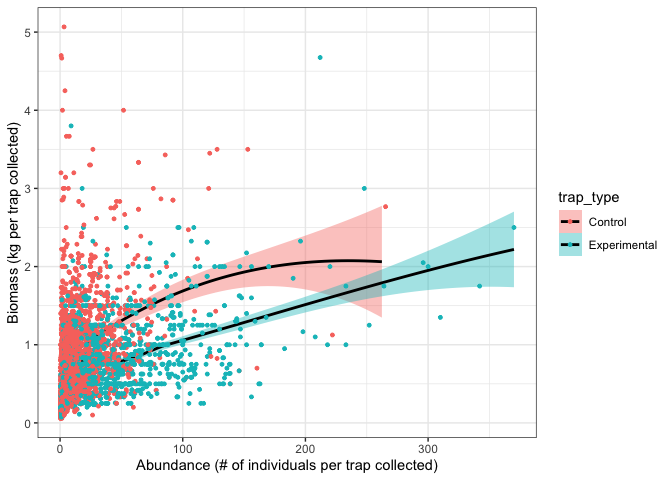 5
4
3
2
1
0
Biomass (kg per trap collected)
0
100
200
300
Abundance (# of individuals per trap collected)
trap_type
Control
Experimental